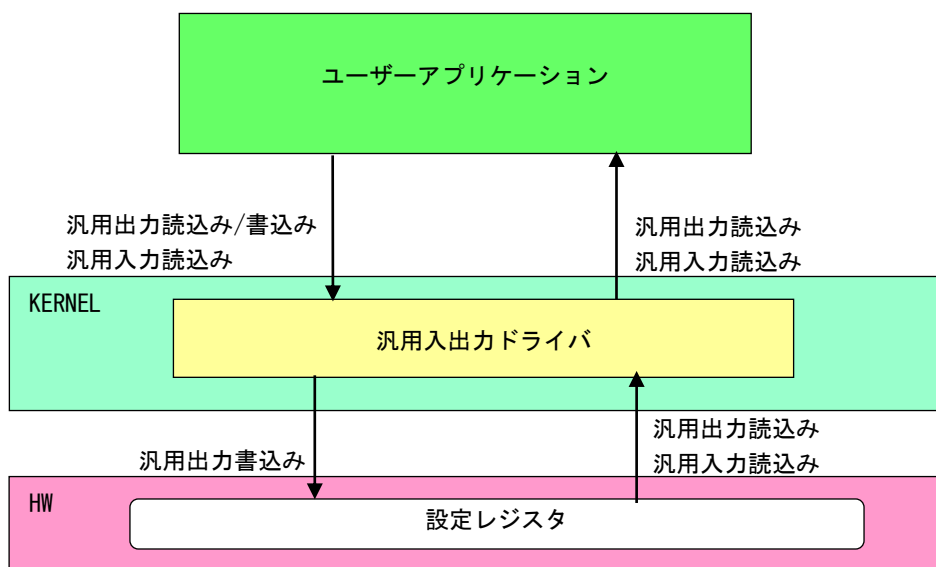 ユーザーアプリケーション
汎用出力読込み/書込み
汎用入力読込み
汎用出力読込み
汎用入力読込み
KERNEL
汎用入出力ドライバ
汎用出力書込み
汎用出力読込み
汎用入力読込み
HW
設定レジスタ